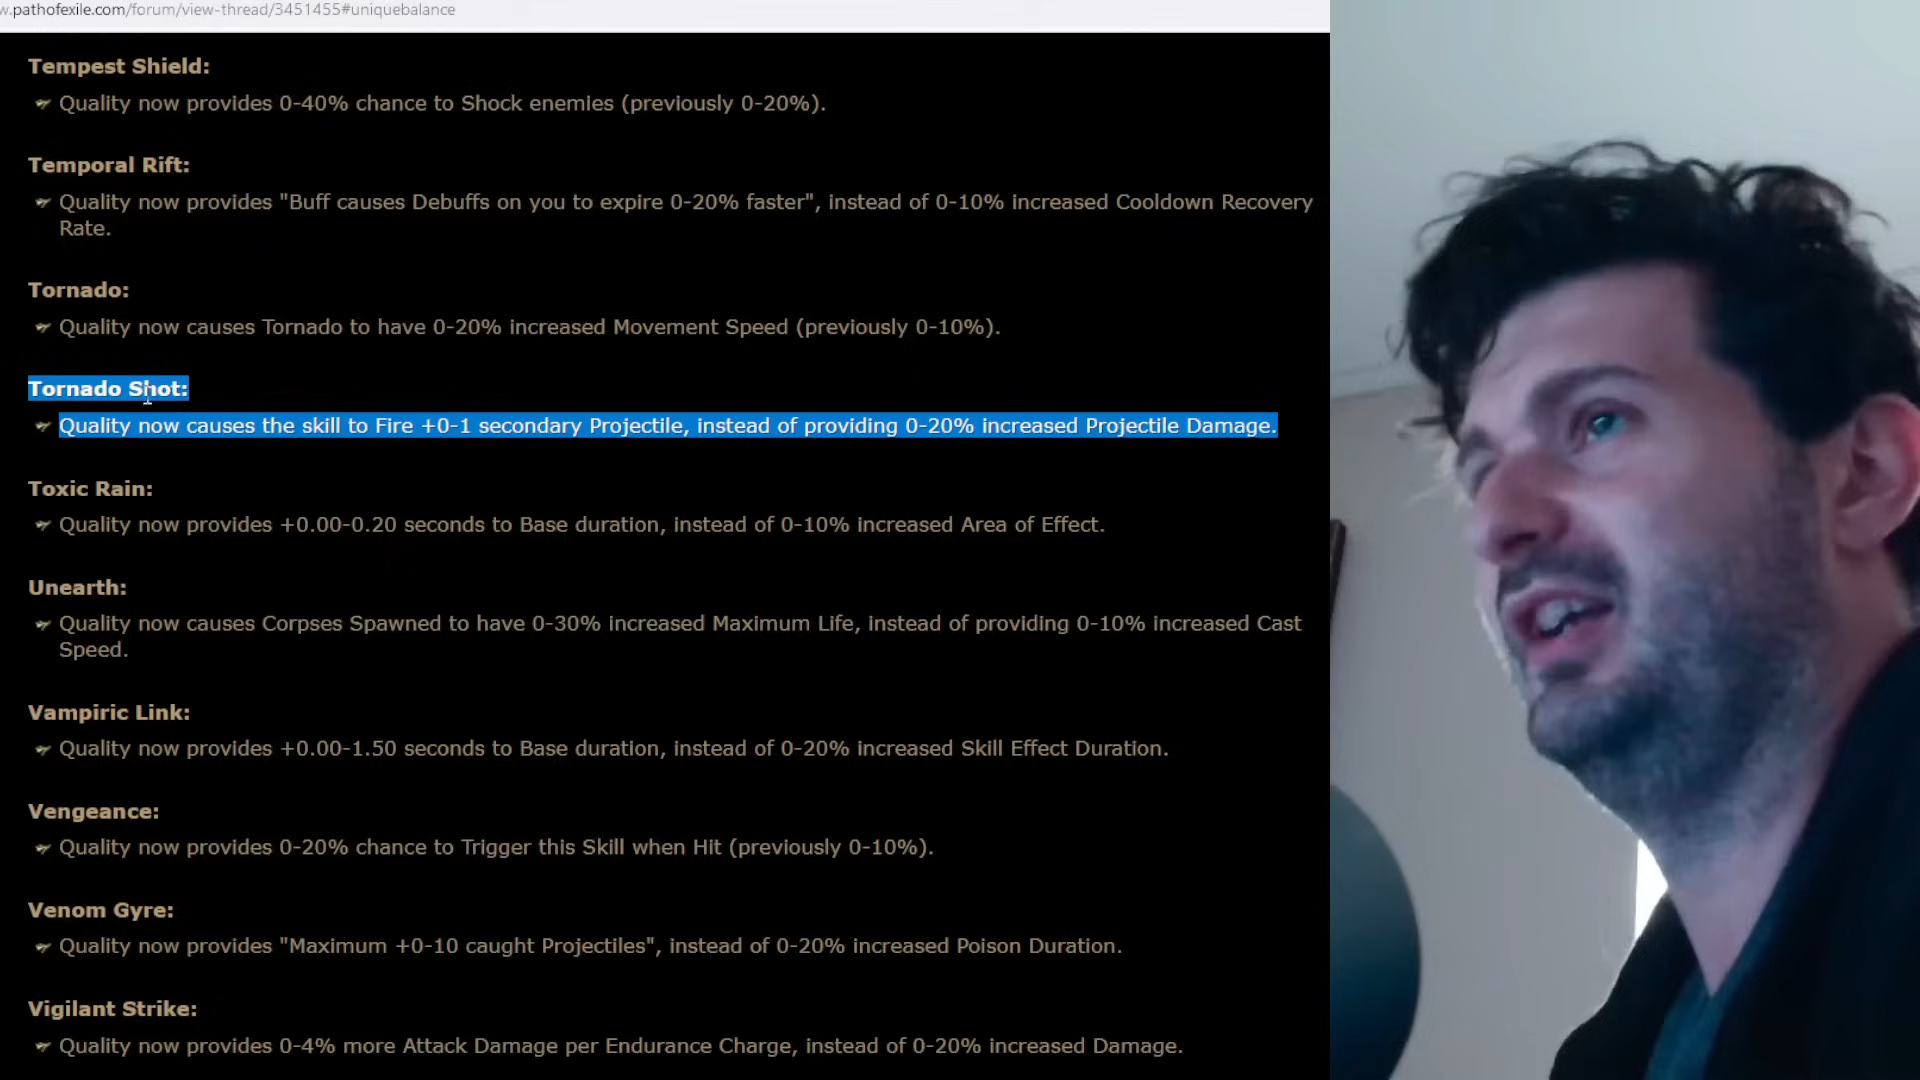 w.pathofexile.com/forum/view-thread/3451455#uniquebalance
Tempest Shield:
Quality now provides 0-40% chance to Shock enemies (previously 0-20%).
Temporal Rift:
Quality now provides "Buff causes Debuffs on you to expire 0-20% faster", instead of 0-10% increased Cooldown Recovery
Rate.
Tornado:
Quality now causes Tornado to have 0-20% increased Movement Speed (previously 0-10%).
Tornado Shot:
Quality now causes the skill to Fire +0-1 secondary Projectile, instead of providing 0-20% increased Projectile Damage.
Toxic Rain:
Quality now provides +0.00-0.20 seconds to Base duration, instead of 0-10% increased Area of Effect.
Unearth:
Quality now causes Corpses Spawned to have 0-30% increased Maximum Life, instead of providing 0-10% increased Cast
Speed.
Vampiric Link:
Quality now provides +0.00-1.50 seconds to Base duration, instead of 0-20% increased Skill Effect Duration.
Vengeance:
Quality now provides 0-20% chance to Trigger this Skill when Hit (previously 0-10%).
Venom Gyre:
Quality now provides "Maximum +0-10 caught Projectiles", instead of 0-20% increased Poison Duration.
Vigilant Strike:
Quality now provides 0-4% more Attack Damage per Endurance Charge, instead of 0-20% increased Damage.